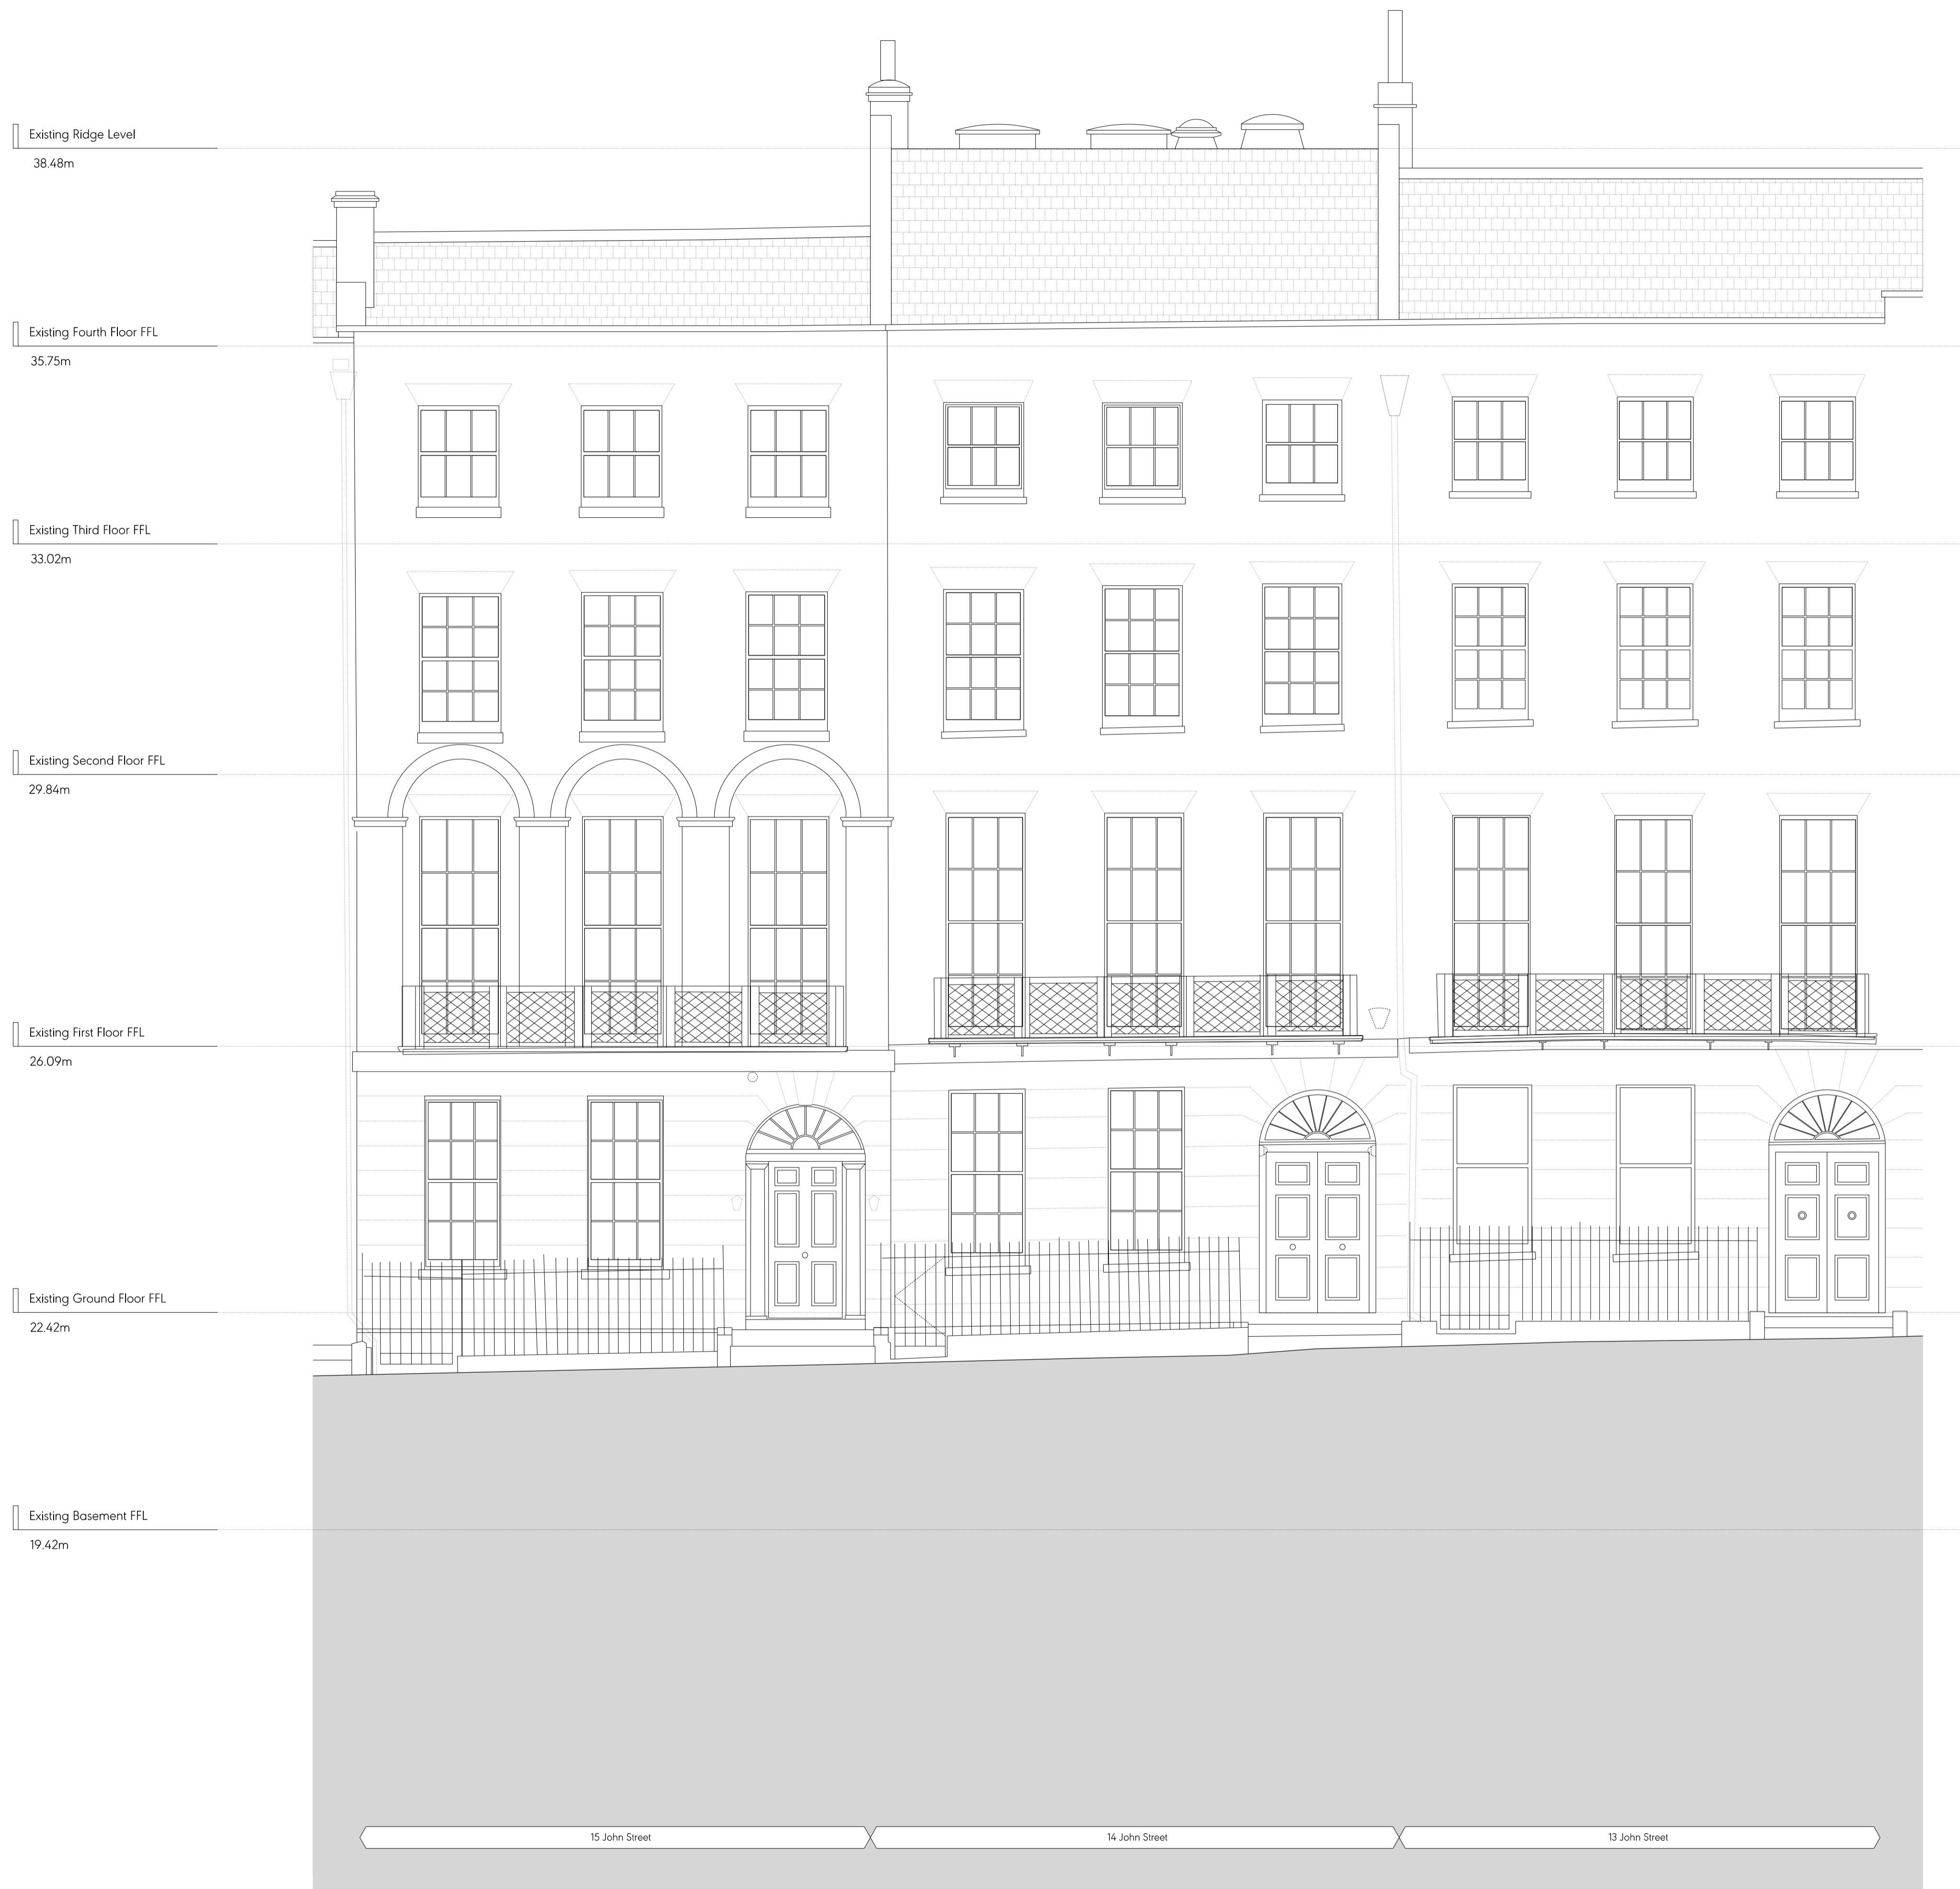 Existing Ridge Level
38.48m
Existing Fourth Floor FFL
35.75m
Existing Third Floor FFL
33.02m
Existing Second Floor FFL
29.84m
Existing First Floor FFL
26.09m
Existing Ground Floor FFL
22.42m
Existing Basement FFL
19.42m
15 John Street
14 John Street
13 John Street